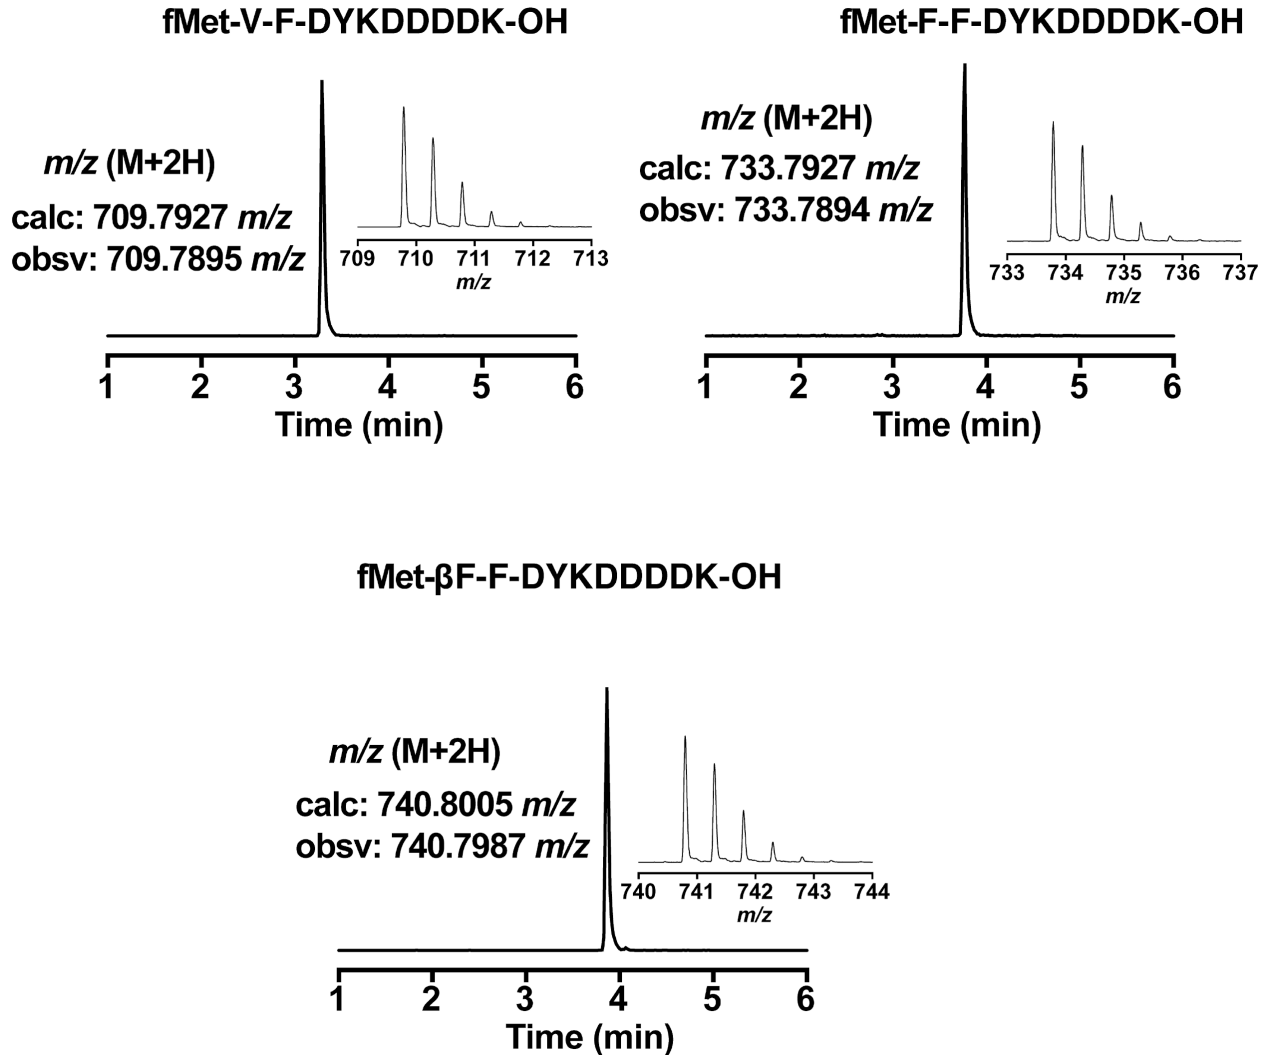 fMet-V-F-DYKDDDDK-OH
m/z (M+2H)
calc: 709.7927 m/z
obsv: 709.7895 m/z
709 710 711 712 713
m/z
1 2 3 4 5 6
Time (min)
fMet-F-F-DYKDDDDK-OH
m/z (M+2H)
calc: 733.7927 m/z
obsv: 733.7894 m/z
733 734 735 736 737
m/z
1 2 3 4 5 6
Time (min)
fMet-βF-F-DYKDDDDK-OH
m/z (M+2H)
calc: 740.8005 m/z
obsv: 740.7987 m/z
740 741 742 743 744
m/z
1 2 3 4 5 6
Time (min)